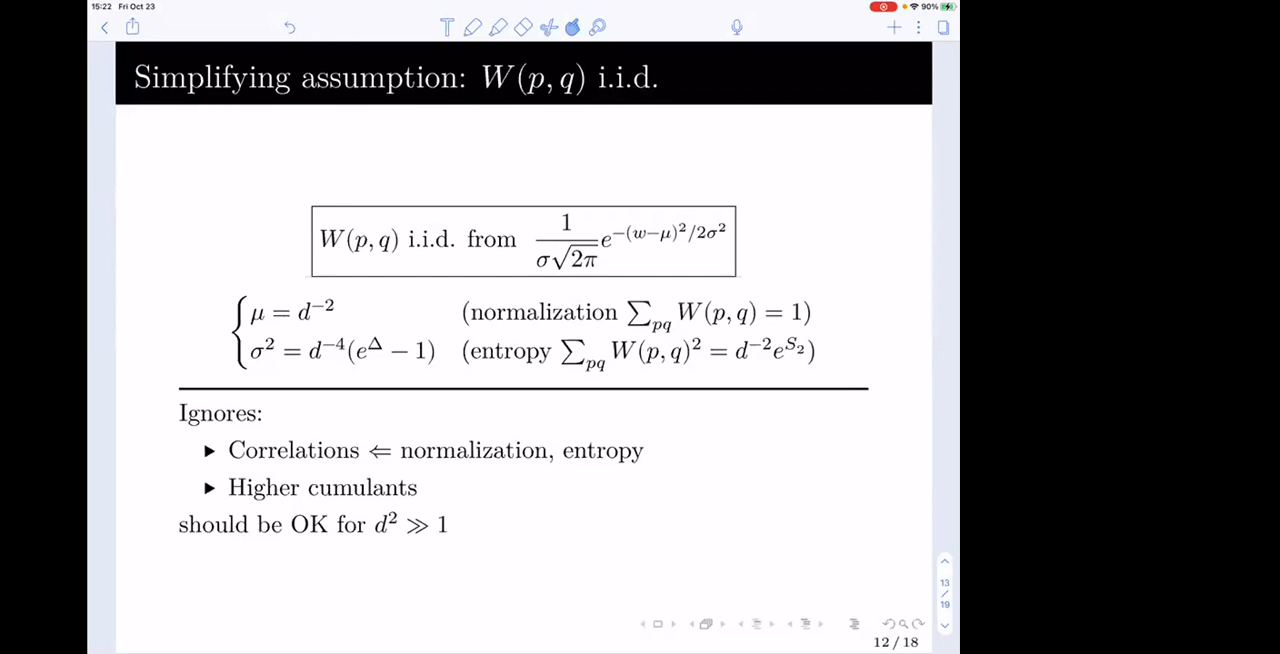 15:22 Fri Oct 23
90%
Simplifying assumption: W(p, q) i.i.d.
W(p, q) i.i.d. from 1/(σ√2π) e^{−(w−μ)²/2σ²}
μ = d⁻² (normalization ∑_{pq} W(p, q) = 1)
σ² = d⁻⁴(e^Δ − 1) (entropy ∑_{pq} W(p, q)² = d⁻²e^{S₂})
Ignores:
▶ Correlations ⇐ normalization, entropy
▶ Higher cumulants
should be OK for d² ≫ 1
13
/
19
12 / 18